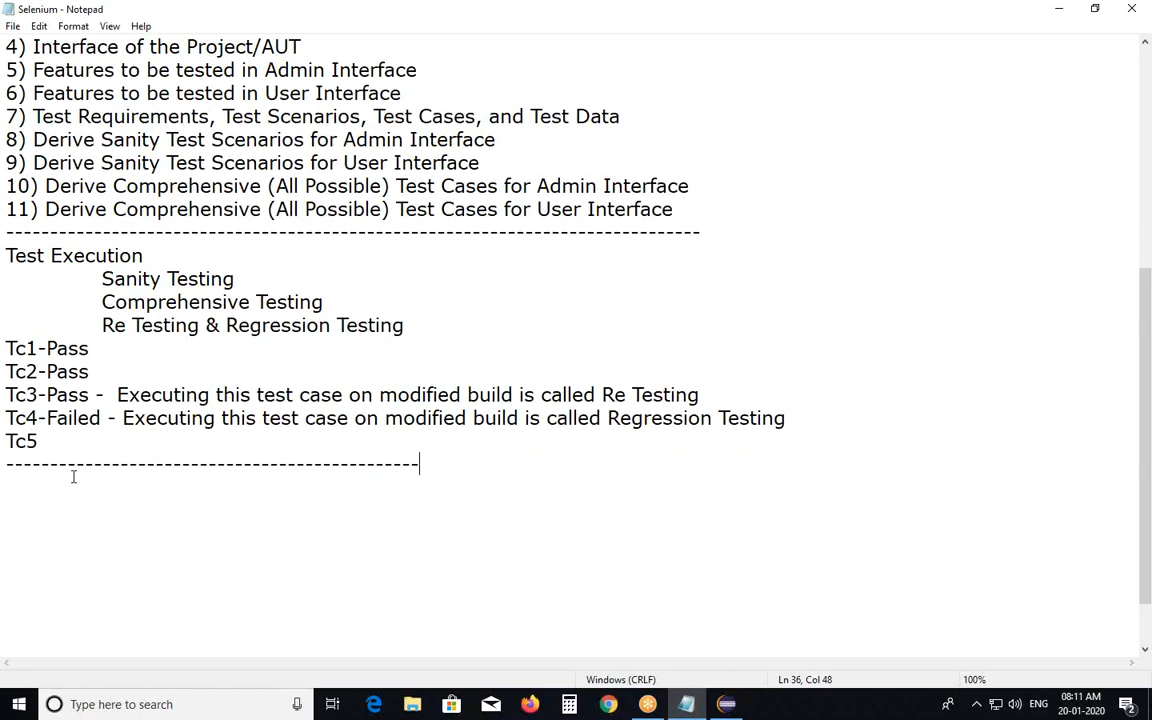 Selenium - Notepad
File Edit Format View Help
4) Interface of the Project/AUT
5) Features to be tested in Admin Interface
6) Features to be tested in User Interface
7) Test Requirements, Test Scenarios, Test Cases, and Test Data
8) Derive Sanity Test Scenarios for Admin Interface
9) Derive Sanity Test Scenarios for User Interface
10) Derive Comprehensive (All Possible) Test Cases for Admin Interface
11) Derive Comprehensive (All Possible) Test Cases for User Interface
--------------------------------------------------------------------------------
Test Execution
Sanity Testing
Comprehensive Testing
Re Testing & Regression Testing
Tc1-Pass
Tc2-Pass
Tc3-Pass -  Executing this test case on modified build is called Re Testing
Tc4-Failed - Executing this test case on modified build is called Regression Testing
Tc5
-----------------------------------------------
Windows (CRLF) Ln 36, Col 48 100%
Type here to search
ENG
08:11 AM
20-01-2020
2